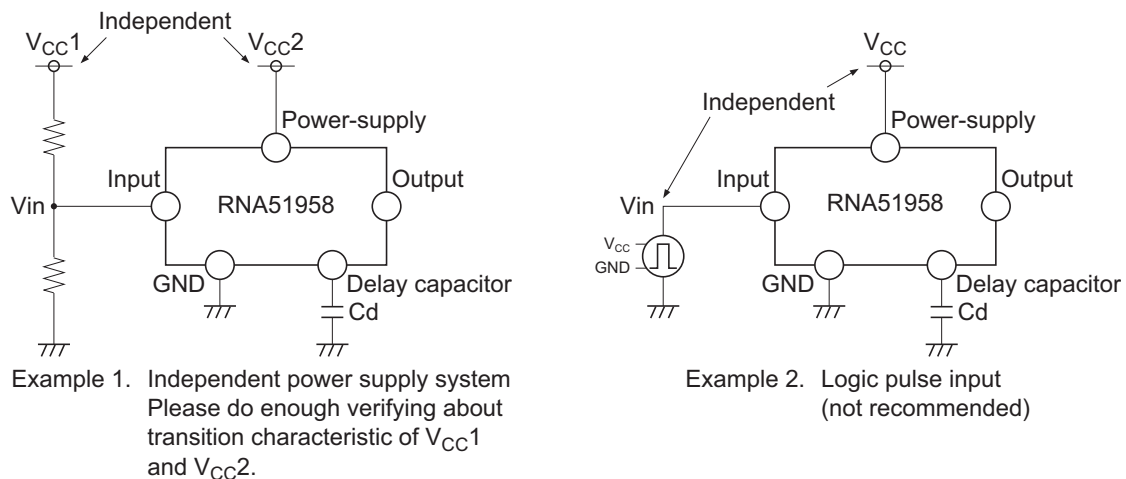 Independent
VCC1
VCC2
Power-supply
Input
Output
Vin
RNA51958
GND
Delay capacitor
Cd
Example 1. Independent power supply system
Please do enough verifying about
transition characteristic of VCC1
and VCC2.
VCC
Independent
Power-supply
Input
Output
Vin
RNA51958
VCC
GND
GND
Delay capacitor
Cd
Example 2. Logic pulse input
(not recommended)